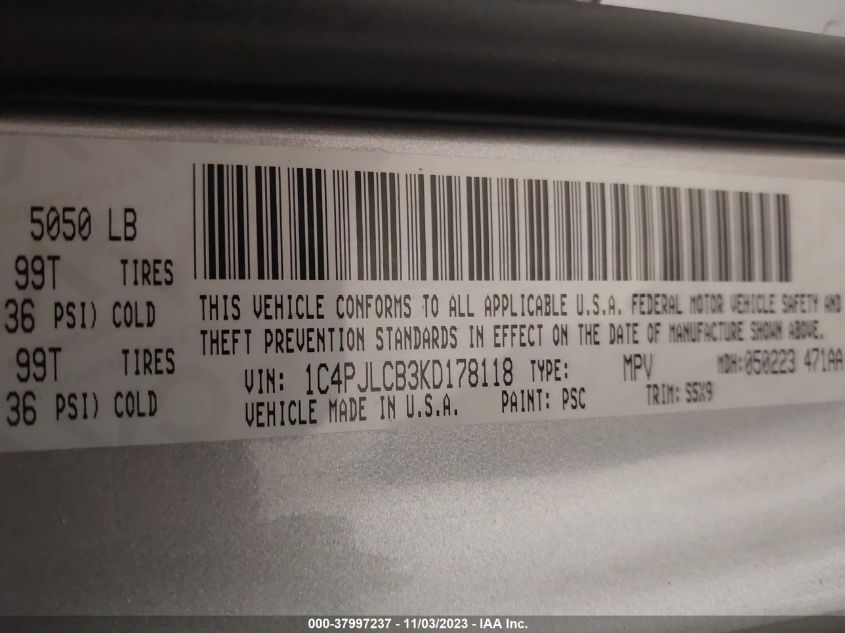 5050 LB
99T TIRES
36 PSI) COLD
99T TIRES
36 PSI) COLD
THIS VEHICLE CONFORMS TO ALL APPLICABLE U.S.A. FEDERAL MOTOR VEHICLE SAFETY AND
THEFT PREVENTION STANDARDS IN EFFECT ON THE DATE OF MANUFACTURE SHOWN ABOVE.
VIN: 1C4PJLCB3KD178118 TYPE: MPV MDH:050223 471AA
VEHICLE MADE IN U.S.A. PAINT: PSC TRIM: S5X9
000-37997237 - 11/03/2023 - IAA Inc.